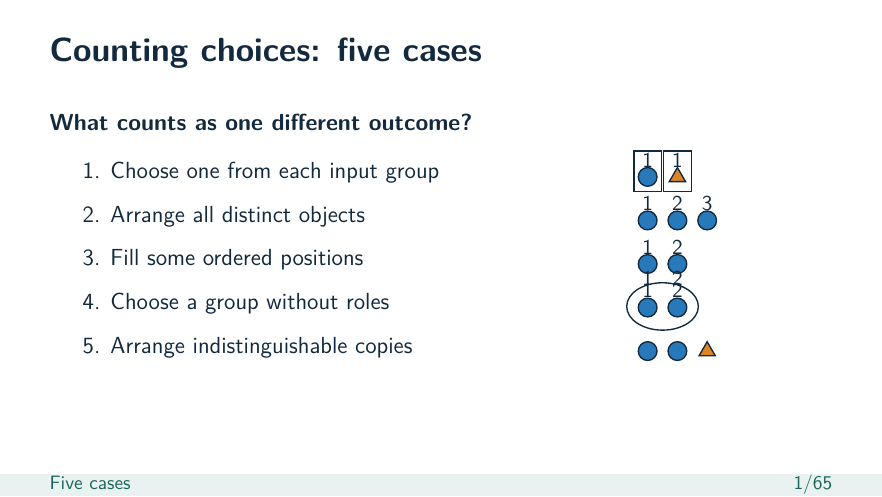 Counting choices: five cases
What counts as one different outcome?
1. Choose one from each input group
1 1
2. Arrange all distinct objects
1 2 3
3. Fill some ordered positions
1 2
1 2
4. Choose a group without roles
1 2
5. Arrange indistinguishable copies
Five cases
1/65